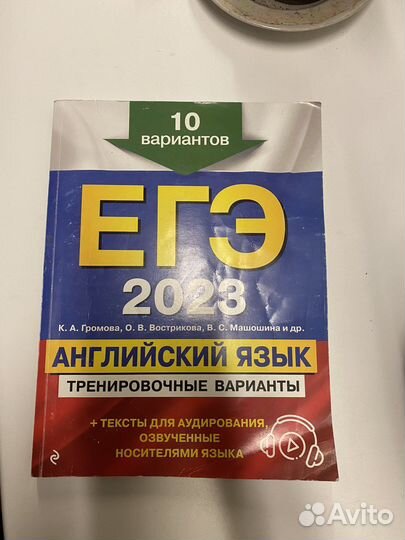 10
вариантов
ЕГЭ
2023
К. А. Громова, О. В. Вострикова, В. С. Машошина и др.
АНГЛИЙСКИЙ ЯЗЫК
ТРЕНИРОВОЧНЫЕ ВАРИАНТЫ
+ ТЕКСТЫ ДЛЯ АУДИРОВАНИЯ,
ОЗВУЧЕННЫЕ
НОСИТЕЛЯМИ ЯЗЫКА
Avito